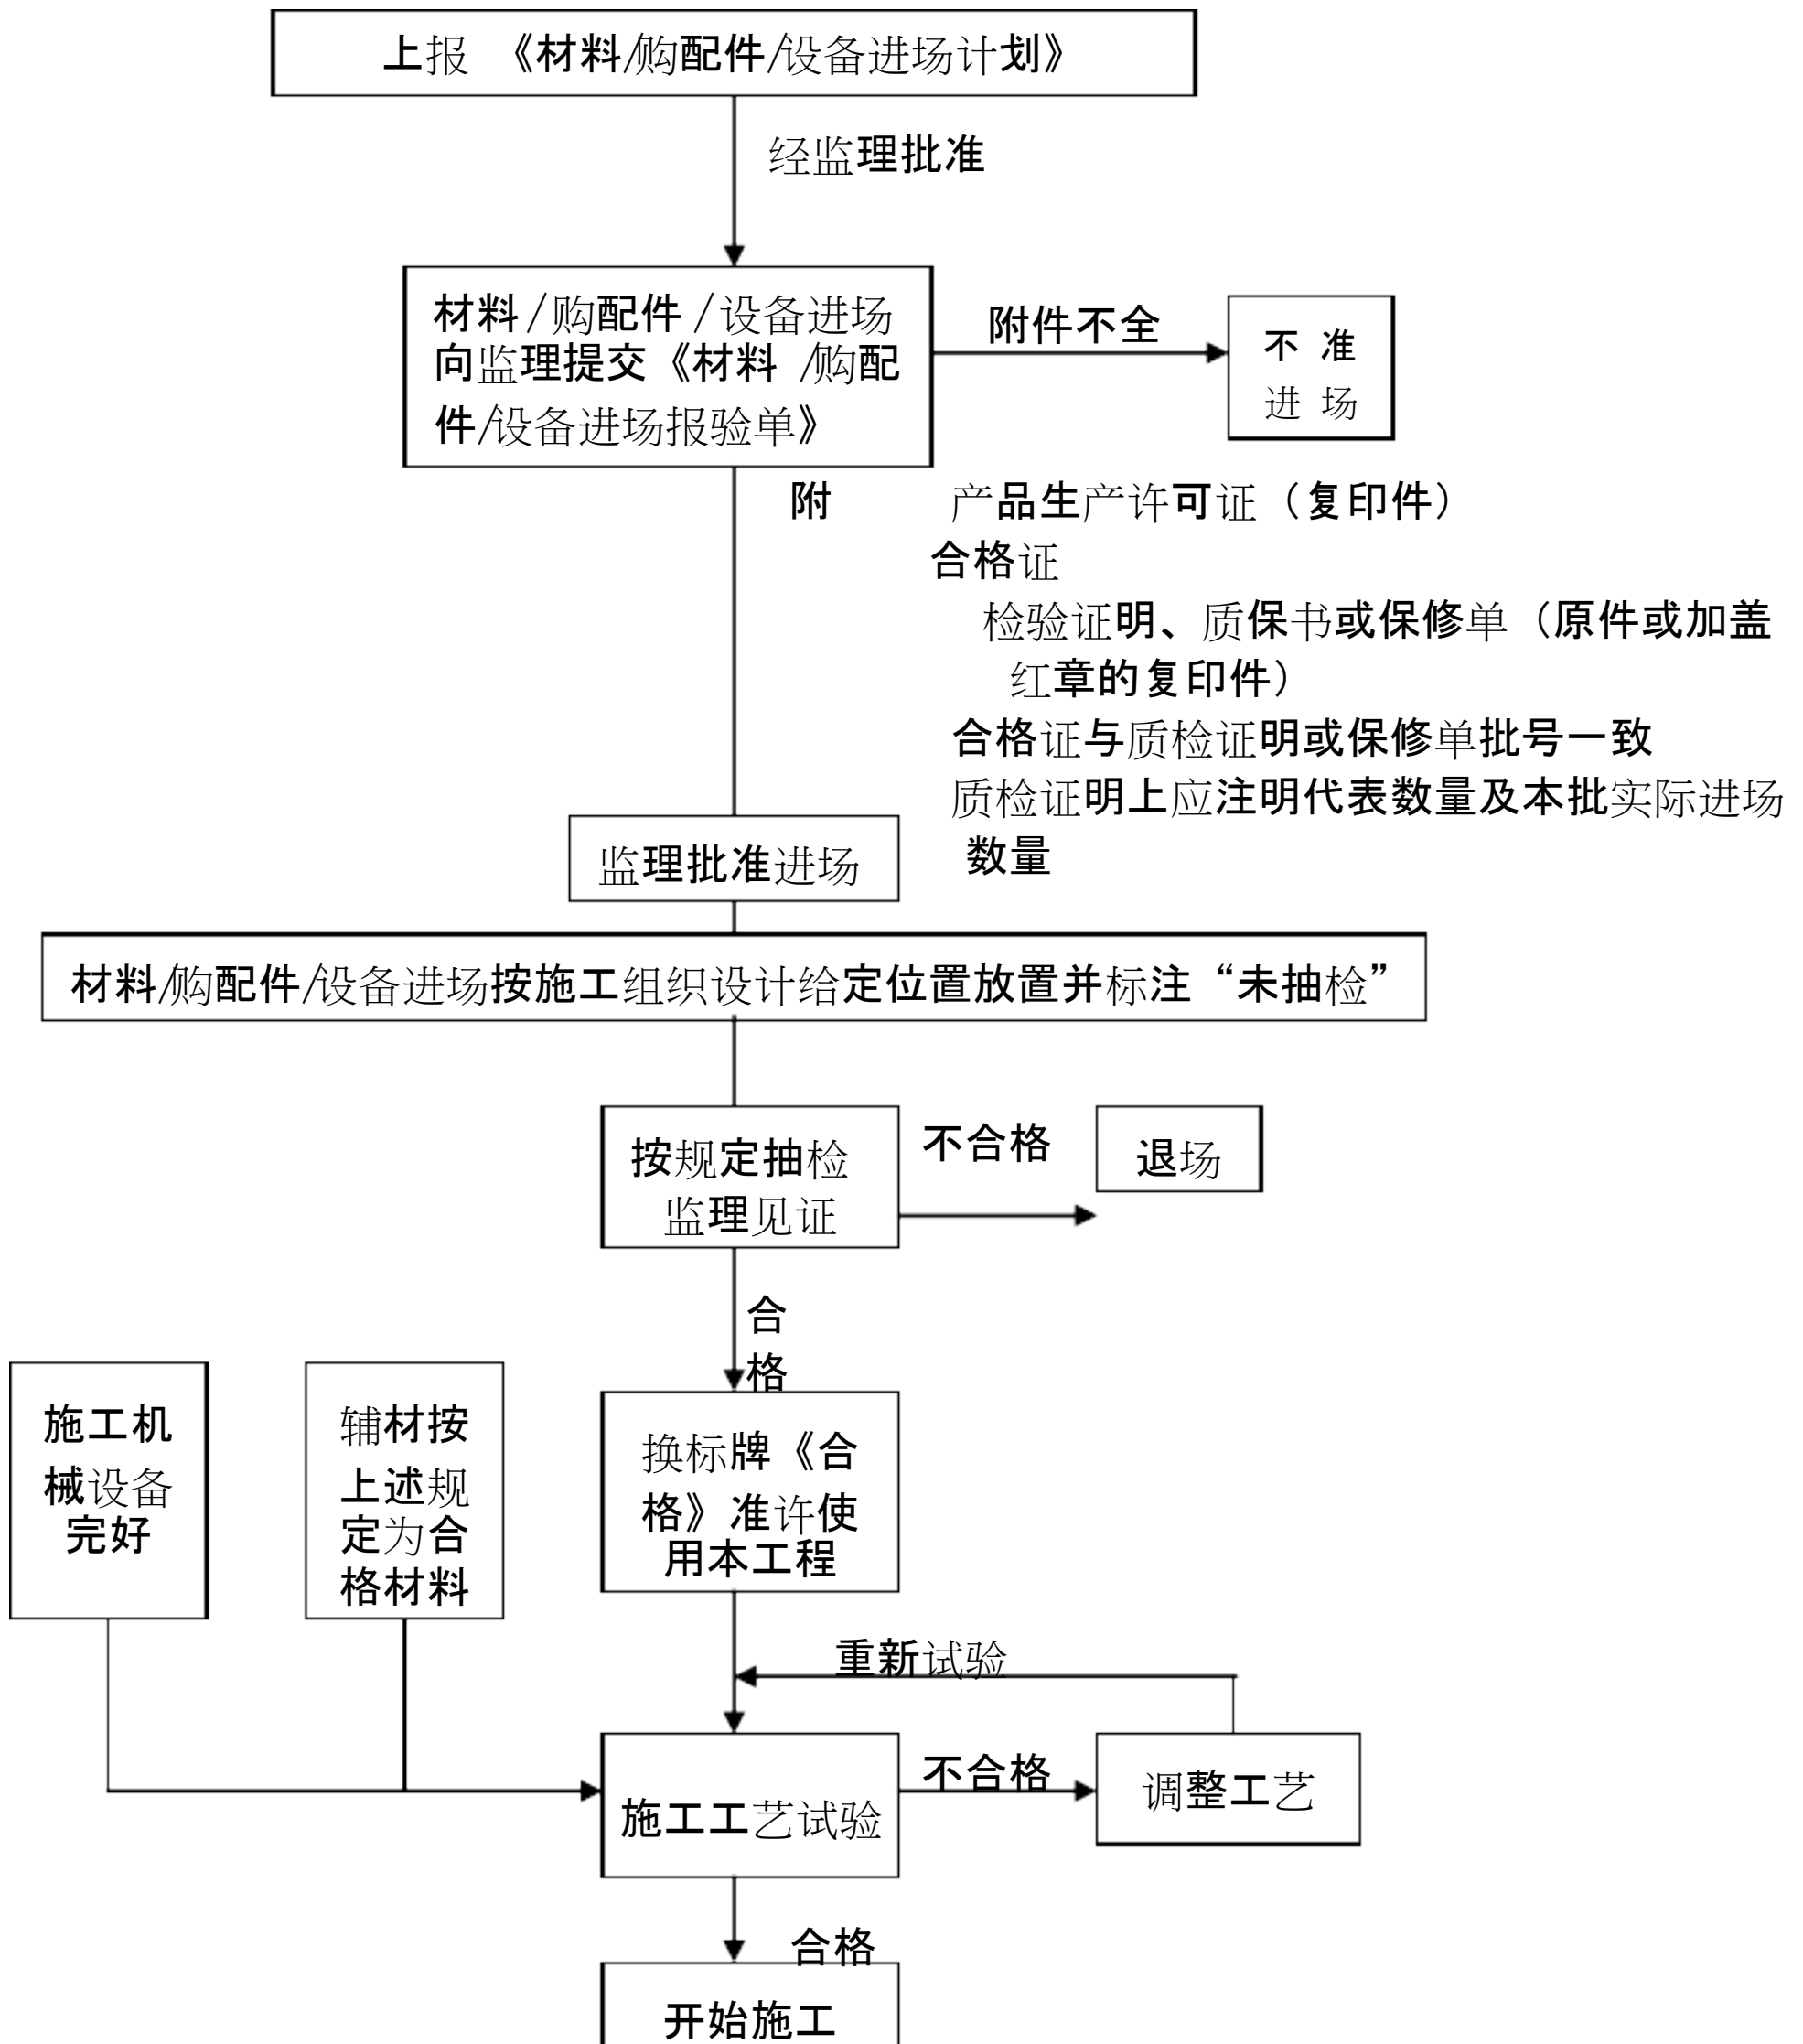 上报 《材料/购配件/设备进场计划》
经监理批准
材料/购配件/设备进场
向监理提交《材料 /购配
件/设备进场报验单》
附件不全
不 准
进 场
附
产品生产许可证（复印件）
合格证
检验证明、质保书或保修单（原件或加盖
红章的复印件）
合格证与质检证明或保修单批号一致
质检证明上应注明代表数量及本批实际进场
数量
监理批准进场
材料/购配件/设备进场按施工组织设计给定位置放置并标注“未抽检”
按规定抽检
监理见证
不合格
退场
合
格
施工机
械设备
完好
辅材按
上述规
定为合
格材料
换标牌《合
格》准许使
用本工程
重新试验
施工工艺试验
不合格
调整工艺
合格
开始施工